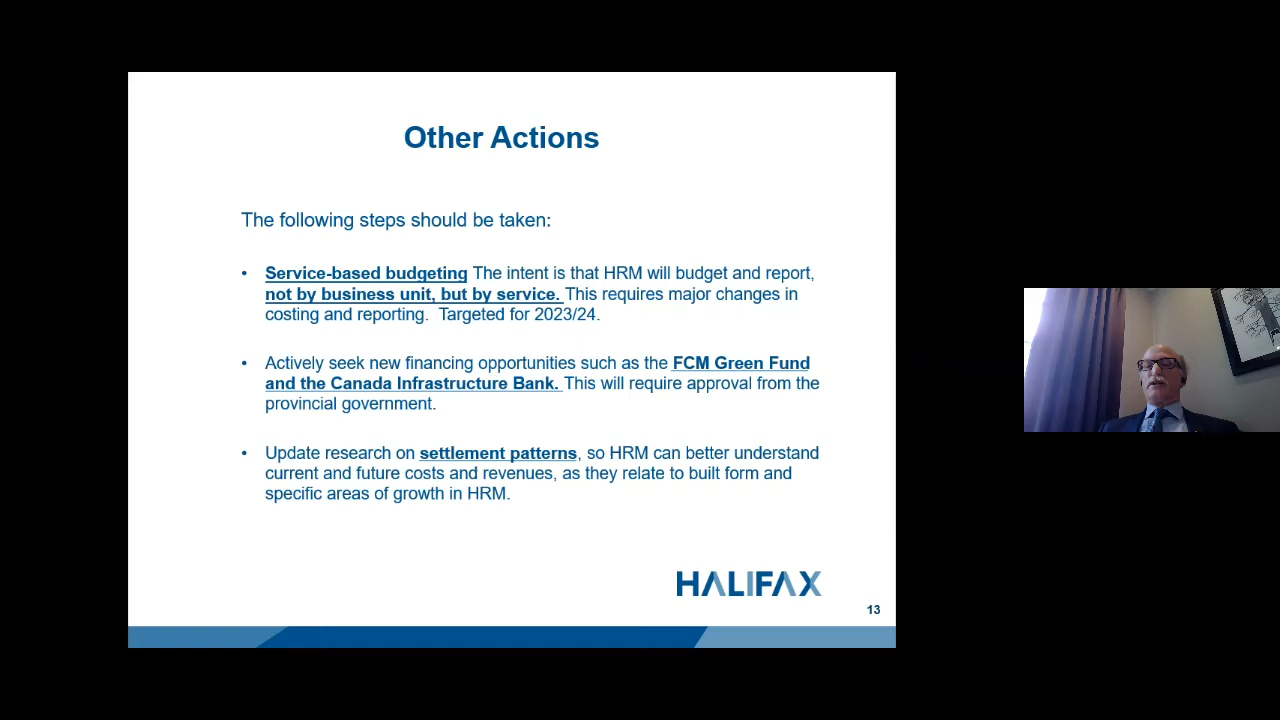 Other Actions
The following steps should be taken:
• Service-based budgeting The intent is that HRM will budget and report,
not by business unit, but by service. This requires major changes in
costing and reporting. Targeted for 2023/24.
• Actively seek new financing opportunities such as the FCM Green Fund
and the Canada Infrastructure Bank. This will require approval from the
provincial government.
• Update research on settlement patterns, so HRM can better understand
current and future costs and revenues, as they relate to built form and
specific areas of growth in HRM.
HALIFAX
13